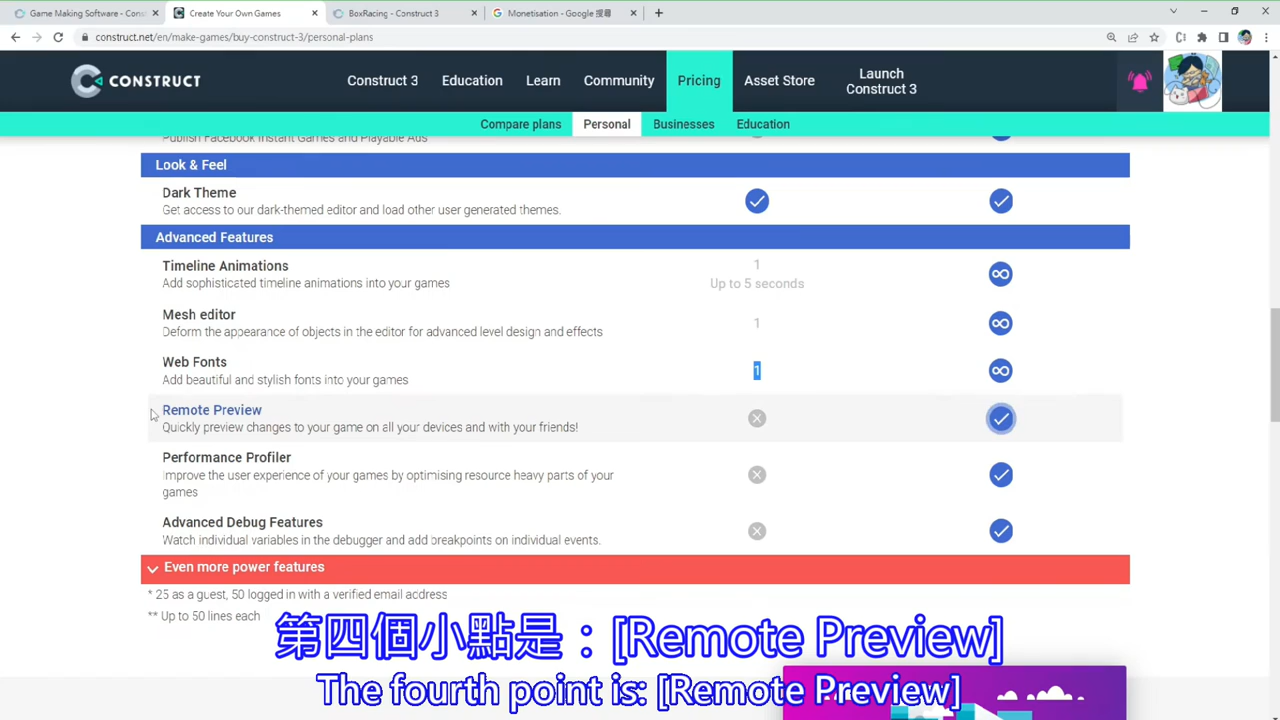 Game Making Software - Cons
Create Your Own Games
BoxRacing - Construct 3
Monetisation - Google 搜尋
construct.net/en/make-games/buy-construct-3/personal-plans
CONSTRUCT
Construct 3
Education
Learn
Community
Pricing
Asset Store
Launch
Construct 3
Compare plans
Personal
Businesses
Education
Publish Facebook Instant Games and Playable Ads
Look & Feel
Dark Theme
Get access to our dark-themed editor and load other user generated themes.
Advanced Features
Timeline Animations
Add sophisticated timeline animations into your games
1
Up to 5 seconds
Mesh editor
Deform the appearance of objects in the editor for advanced level design and effects
1
Web Fonts
Add beautiful and stylish fonts into your games
1
Remote Preview
Quickly preview changes to your game on all your devices and with your friends!
Performance Profiler
Improve the user experience of your games by optimising resource heavy parts of your
games
Advanced Debug Features
Watch individual variables in the debugger and add breakpoints on individual events.
Even more power features
* 25 as a guest, 50 logged in with a verified email address
** Up to 50 lines each
第四個小點是：[Remote Preview]
The fourth point is: [Remote Preview]